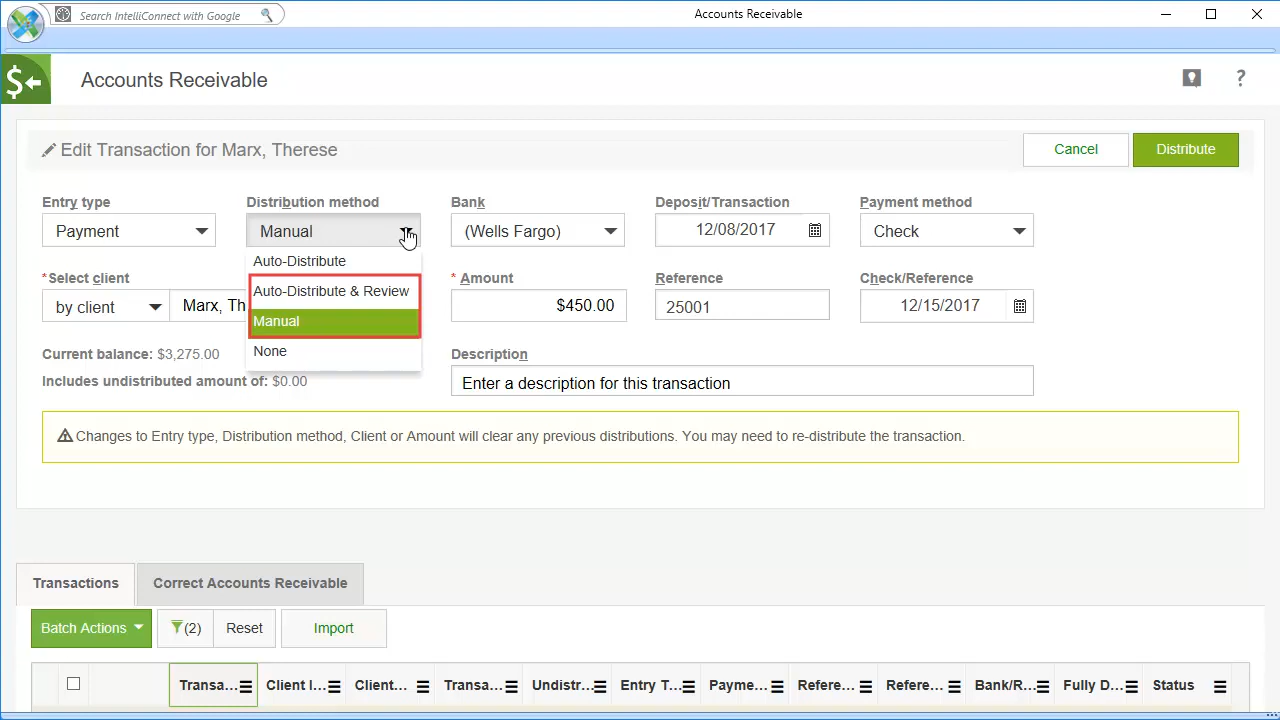 Search IntelliConnect with Google
Accounts Receivable
Accounts Receivable
?
Edit Transaction for Marx, Therese
Cancel
Distribute
Entry type
Distribution method
Bank
Deposit/Transaction
Payment method
Payment
Manual
(Wells Fargo)
12/08/2017
Check
Auto-Distribute
Auto-Distribute & Review
Manual
None
*Select client
* Amount
Reference
Check/Reference
by client
Marx, Th
$450.00
25001
12/15/2017
Current balance: $3,275.00
Description
Includes undistributed amount of: $0.00
Enter a description for this transaction
Changes to Entry type, Distribution method, Client or Amount will clear any previous distributions. You may need to re-distribute the transaction.
Transactions
Correct Accounts Receivable
Batch Actions
(2)
Reset
Import
Transa...
Client I...
Client...
Transa...
Undistr...
Entry T...
Payme...
Refere...
Refere...
Bank/R...
Fully D...
Status